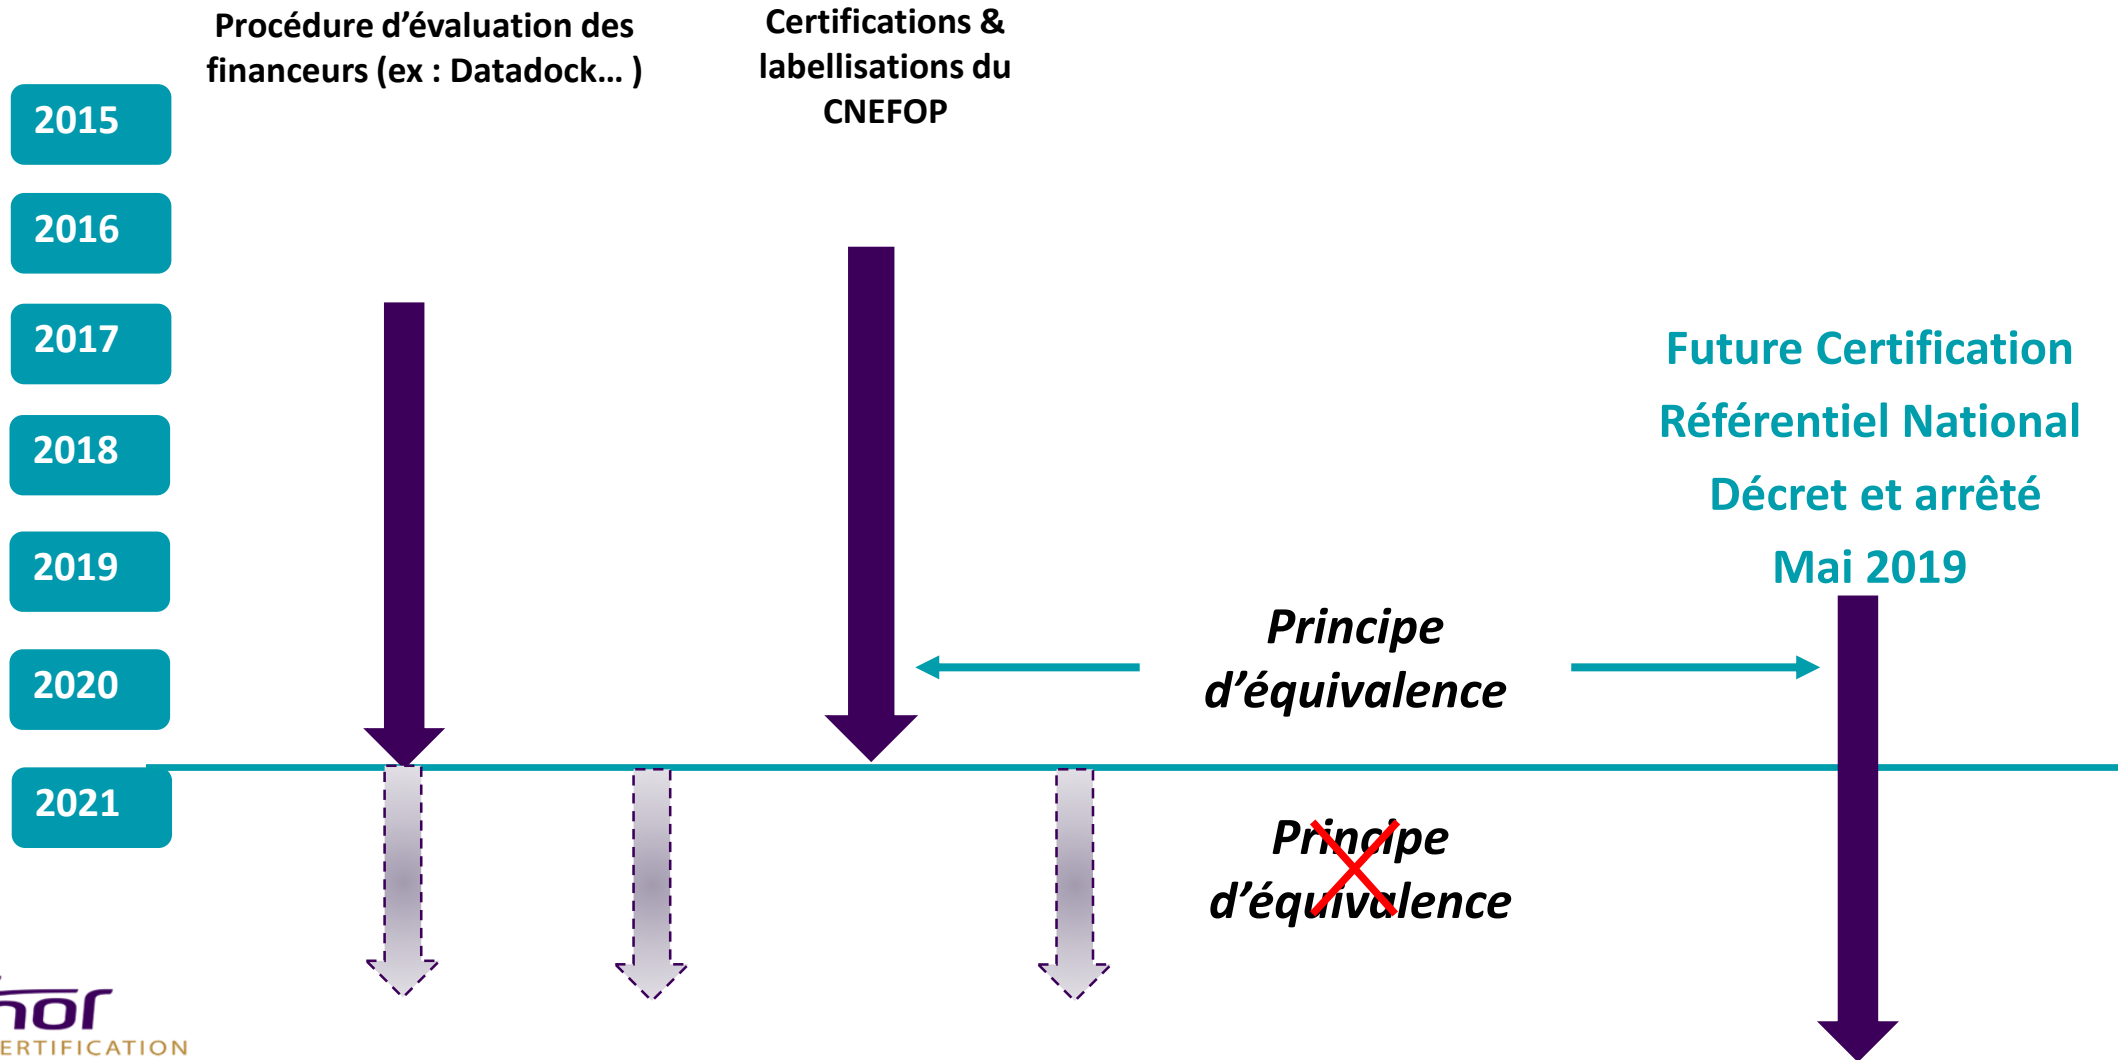 Procédure d’évaluation des
financeurs (ex : Datadock… )
Certifications &
labellisations du
CNEFOP
2015
2016
2017
2018
2019
2020
2021
Future Certification
Référentiel National
Décret et arrêté
Mai 2019
Principe
d’équivalence
Principe
d’équivalence